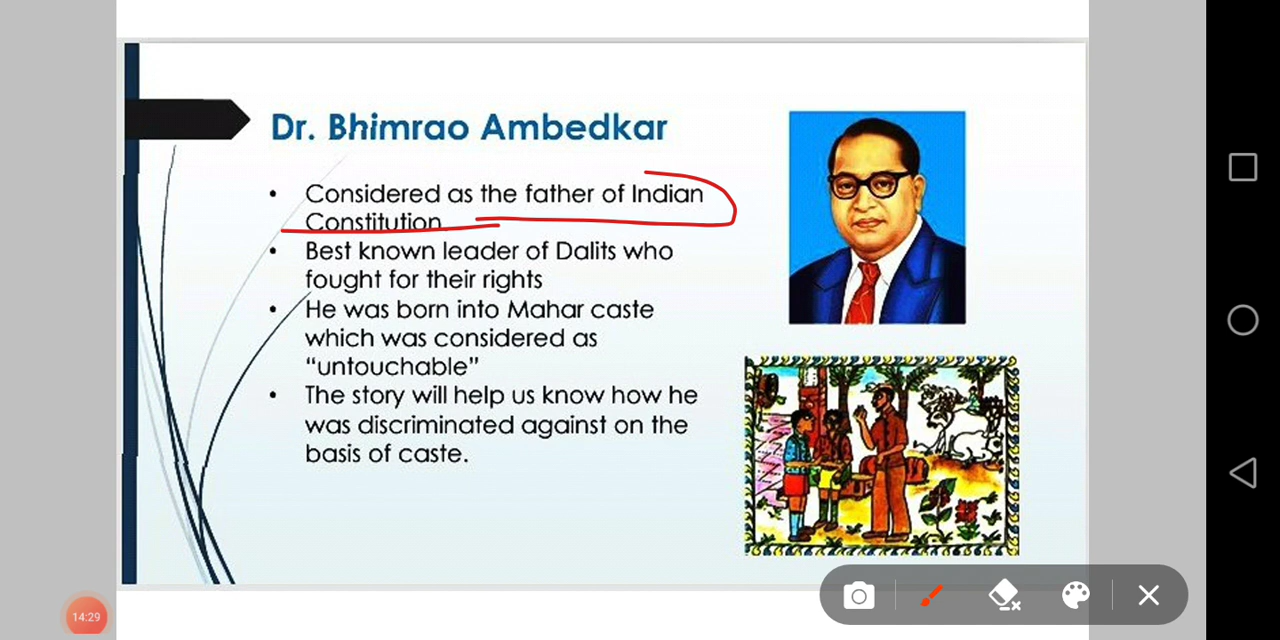 Dr. Bhimrao Ambedkar
• Considered as the father of Indian
Constitution
• Best known leader of Dalits who
fought for their rights
• He was born into Mahar caste
which was considered as
“untouchable”
• The story will help us know how he
was discriminated against on the
basis of caste.
14:29